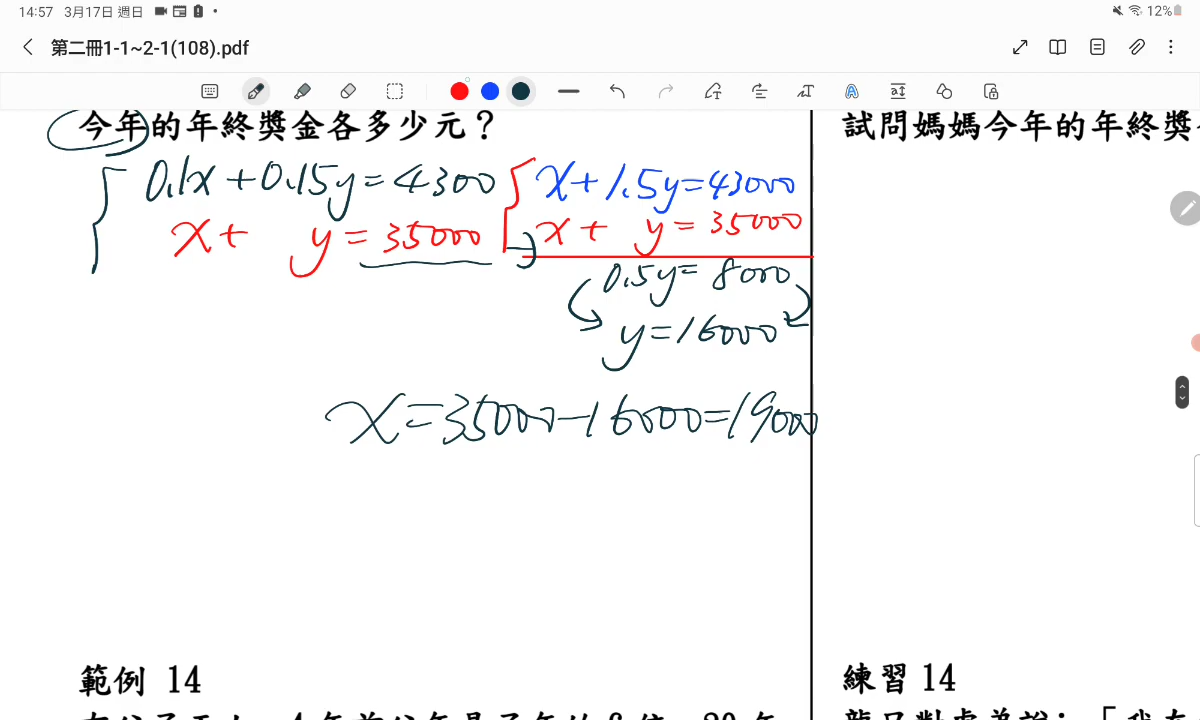 14:57 3月17日 週日
12%
第二冊1-1~2-1(108).pdf
今年的年終獎金各多少元？
0.1x+0.15y=4300
x+ y=35000
x+1.5y=43000
x+ y=35000
0.5y=8000
y=16000
x=35000-16000=19000
範例 14
試問媽媽今年的年終獎
練習 14